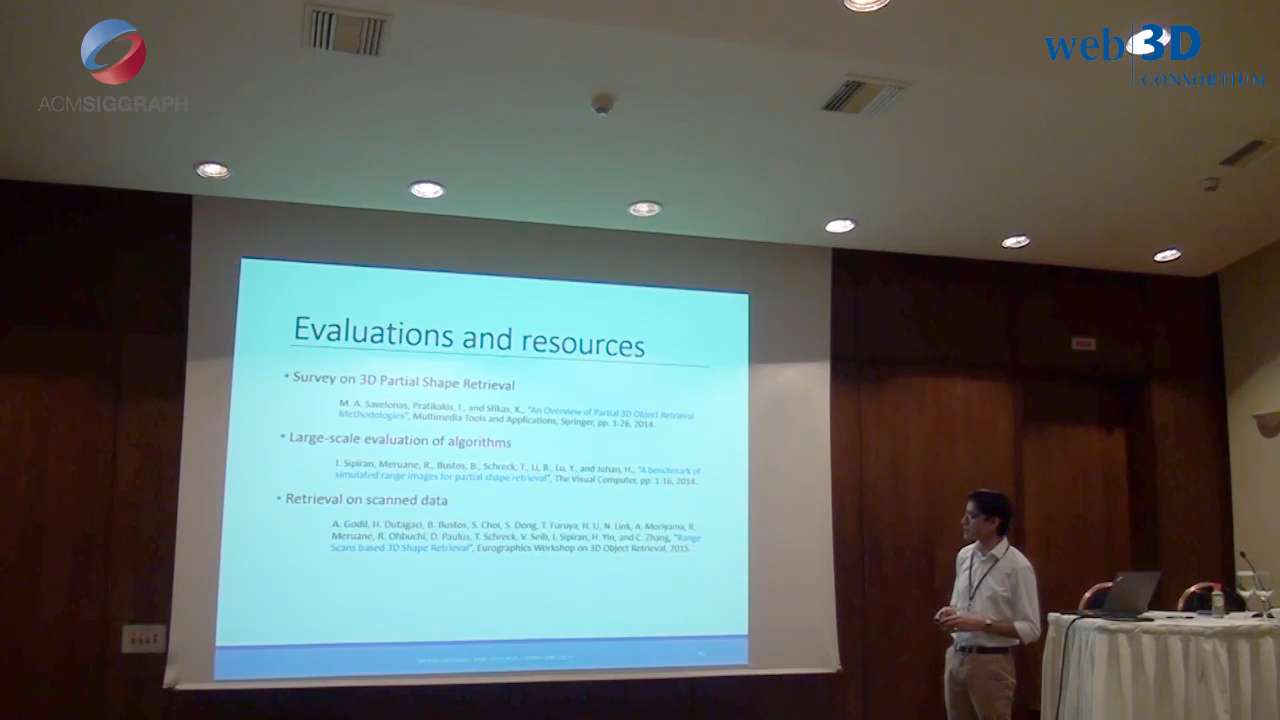 ACMSIGGRAPH
web 3D
CONSORTIUM
Evaluations and resources
• Survey on 3D Partial Shape Retrieval
M. A. Savelonas, Pratikakis, I., and Sfikas, K., "An Overview of Partial 3D Object Retrieval
Methodologies", Multimedia Tools and Applications, Springer, pp. 1-26, 2014.
• Large-scale evaluation of algorithms
I. Sipiran, Meruane, R., Bustos, B., Schreck, T., Li, B., Lu, Y., and Johan, H., "A benchmark of
simulated range images for partial shape retrieval", The Visual Computer, pp. 1-16, 2014.
• Retrieval on scanned data
A. Godil, H. Dutagaci, B. Bustos, S. Choi, S. Dong, T. Furuya, H. Li, N. Link, A. Moriyama, R.
Meruane, R. Ohbuchi, D. Paulus, T. Schreck, V. Seib, I. Sipiran, H. Yin, and C. Zhang, "Range
Scans based 3D Shape Retrieval", Eurographics Workshop on 3D Object Retrieval, 2015.